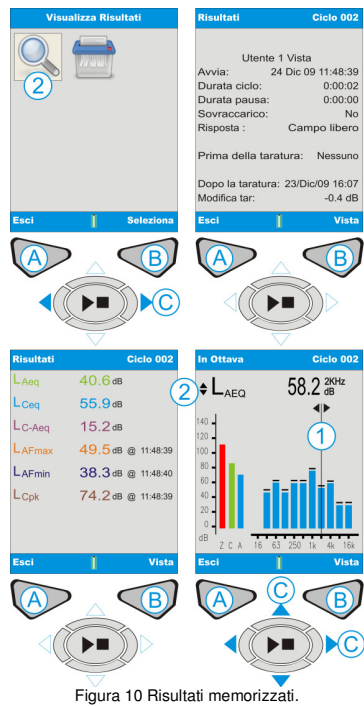 Visualizza Risultati
2
Esci Seleziona
A B
C
Risultati Ciclo 002
Utente 1 Vista
Avvia: 24 Dic 09 11:48:39
Durata ciclo: 0:00:02
Durata pausa: 0:00:00
Sovraccarico: No
Risposta : Campo libero
Prima della taratura: Nessuno
Dopo la taratura: 23/Dic/09 16:07
Modifica tar: -0.4 dB
Esci Vista
A B
Risultati Ciclo 002
LAeq 40.6 dB
LCeq 55.9 dB
LC-Aeq 15.2 dB
LAFmax 49.5 dB @ 11:48:39
LAFmin 38.3 dB @ 11:48:40
LCpk 74.2 dB @ 11:48:39
Esci Vista
A B
In Ottava Ciclo 002
2 LAEQ 58.2 2KHz dB
1
140
120
100
80
60
40
20
0
dB Z C A 16 63 250 1k 4k 16k
Esci Vista
A C B
C
Figura 10 Risultati memorizzati.